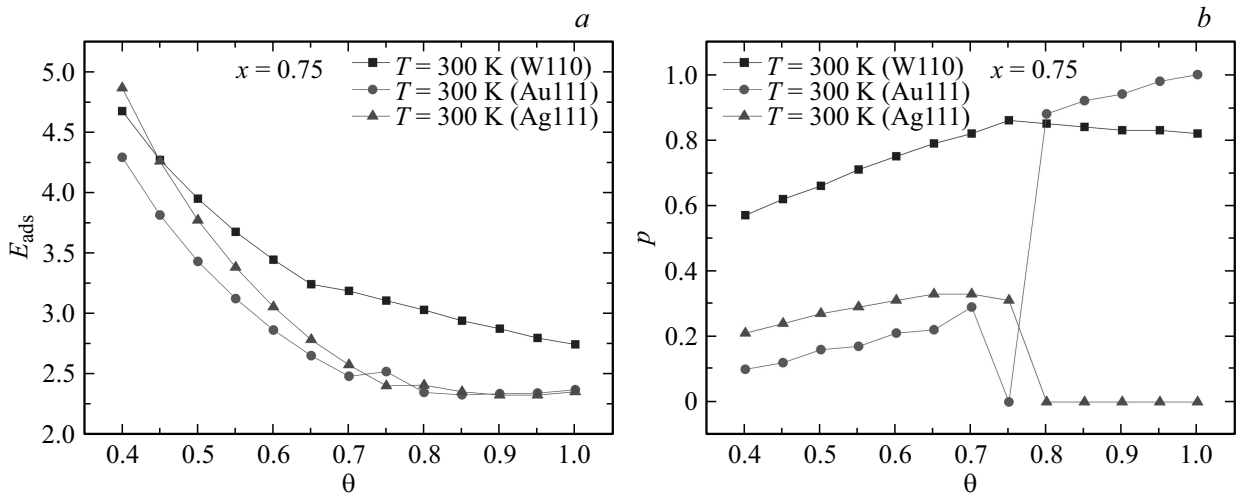 a
x = 0.75
T = 300 K (W110)
T = 300 K (Au111)
T = 300 K (Ag111)
5.0
4.5
4.0
3.5
3.0
2.5
2.0
E_ads
0.4 0.5 0.6 0.7 0.8 0.9 1.0
θ
b
T = 300 K (W110) x = 0.75
T = 300 K (Au111)
T = 300 K (Ag111)
1.0
0.8
0.6
0.4
0.2
0
p
0.4 0.5 0.6 0.7 0.8 0.9 1.0
θ